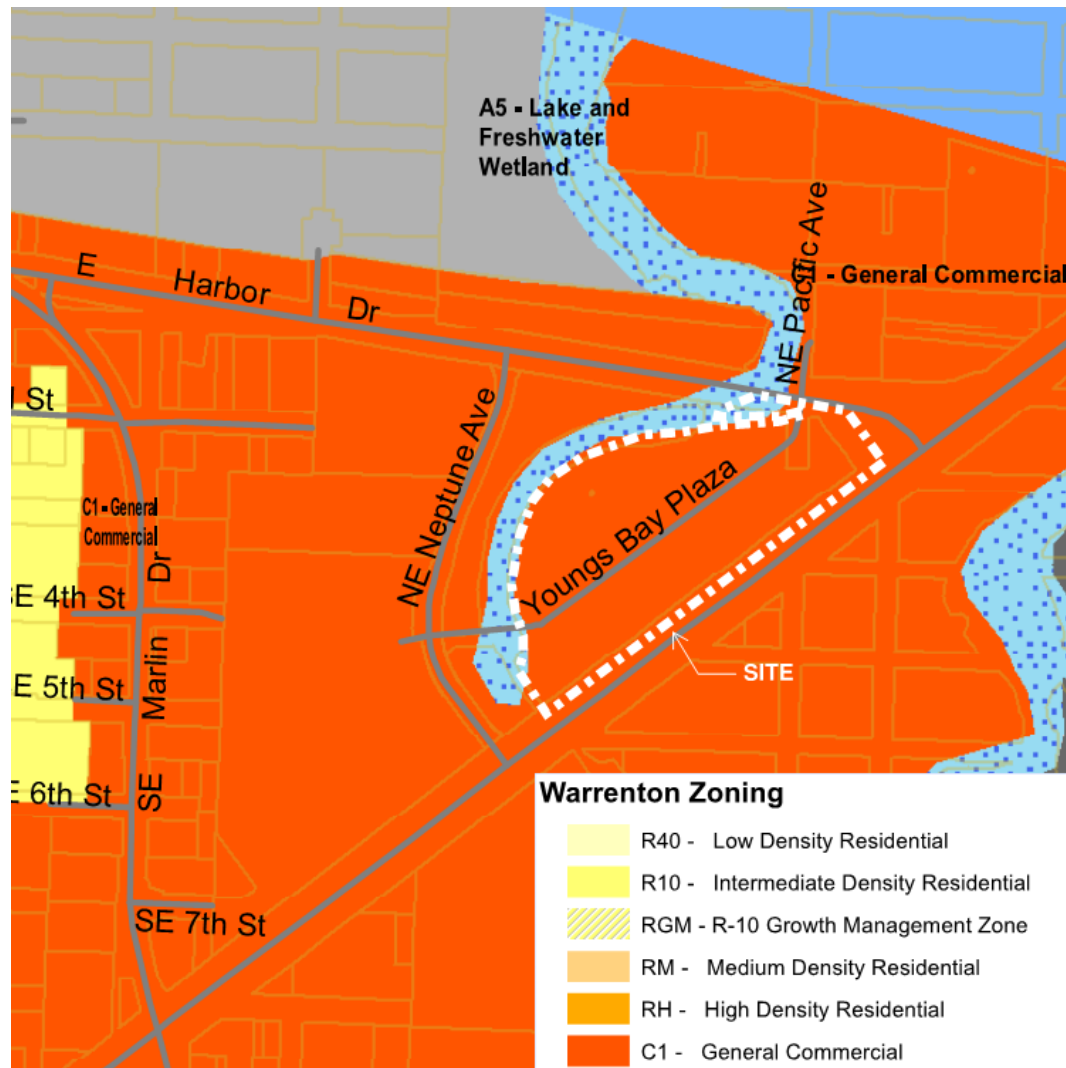 A5 - Lake and
Freshwater
Wetland
NE Pacific Ave
- General Commercial
E Harbor Dr
St
NE Neptune Ave
C1 - General
Commercial
Youngs Bay Plaza
E 4th St
SE Marlin Dr
E 5th St
SITE
E 6th St
SE 7th St
Warrenton Zoning
R40 - Low Density Residential
R10 - Intermediate Density Residential
RGM - R-10 Growth Management Zone
RM - Medium Density Residential
RH - High Density Residential
C1 - General Commercial